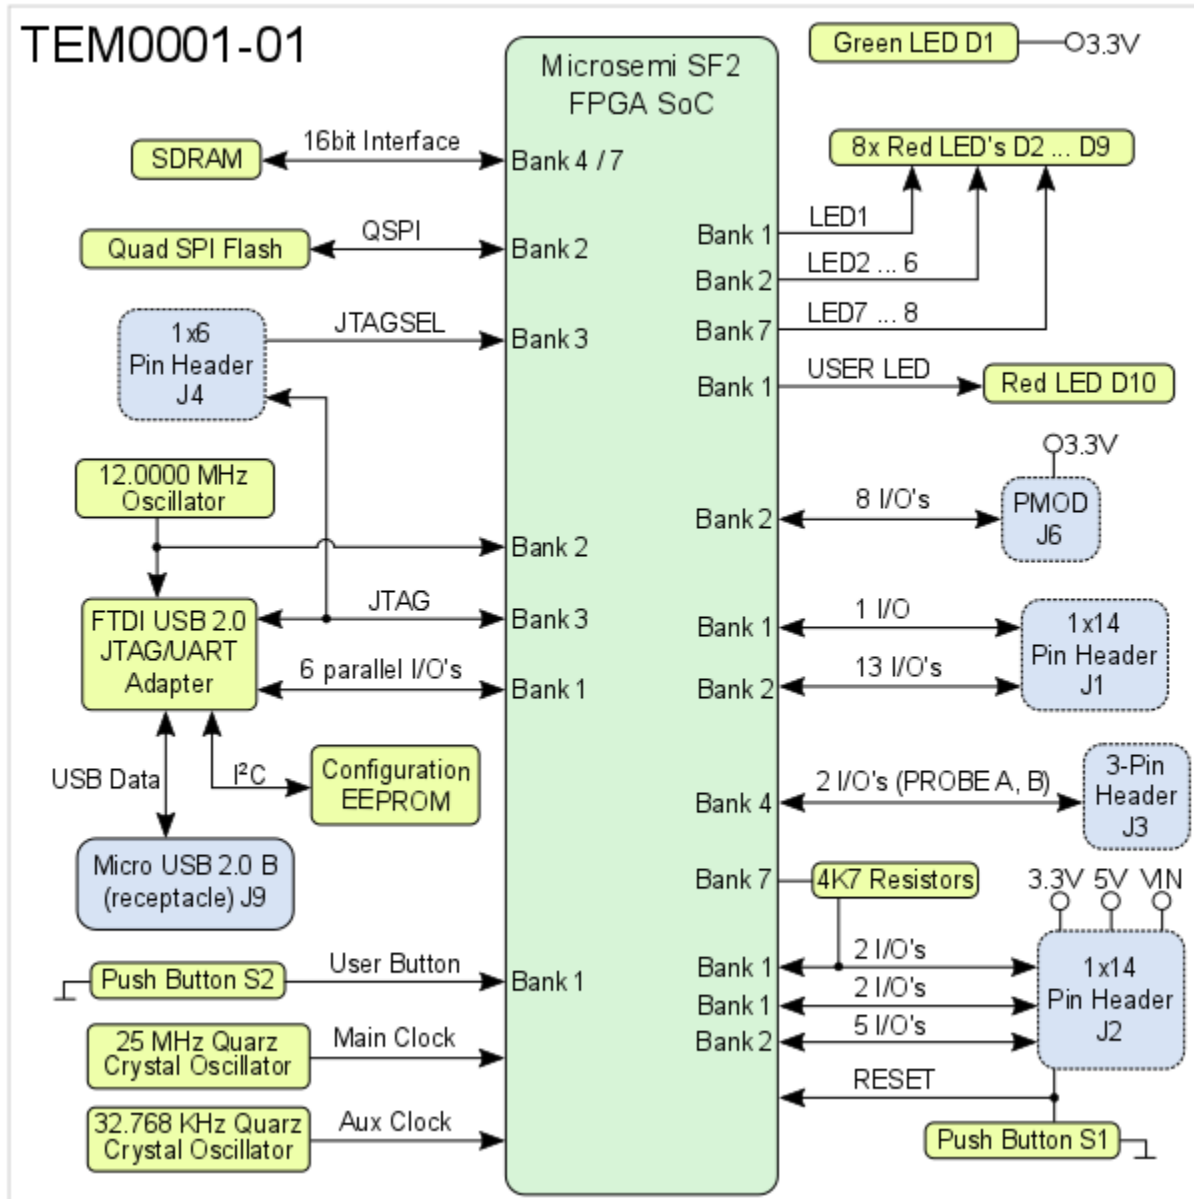 TEM0001-01
Microsemi SF2
FPGA SoC
Green LED D1
3.3V
SDRAM
16bit Interface
Bank 4 / 7
8x Red LED's D2 ... D9
Quad SPI Flash
QSPI
Bank 2
Bank 1
LED1
Bank 2
LED2 ... 6
1x6
Pin Header
J4
JTAGSEL
Bank 3
Bank 7
LED7 ... 8
Bank 1
USER LED
Red LED D10
12.0000 MHz
Oscillator
Bank 2
3.3V
Bank 2
8 I/O's
PMOD
J6
FTDI USB 2.0
JTAG/UART
Adapter
JTAG
Bank 3
6 parallel I/O's
Bank 1
Bank 1
1 I/O
Bank 2
13 I/O's
1x14
Pin Header
J1
USB Data
I²C
Configuration
EEPROM
Bank 4
2 I/O's (PROBE A, B)
3-Pin
Header
J3
Micro USB 2.0 B
(receptacle) J9
Bank 7
4K7 Resistors
3.3V 5V VIN
Push Button S2
User Button
Bank 1
Bank 1
2 I/O's
Bank 1
2 I/O's
Bank 2
5 I/O's
1x14
Pin Header
J2
25 MHz Quarz
Crystal Oscillator
Main Clock
RESET
32.768 KHz Quarz
Crystal Oscillator
Aux Clock
Push Button S1